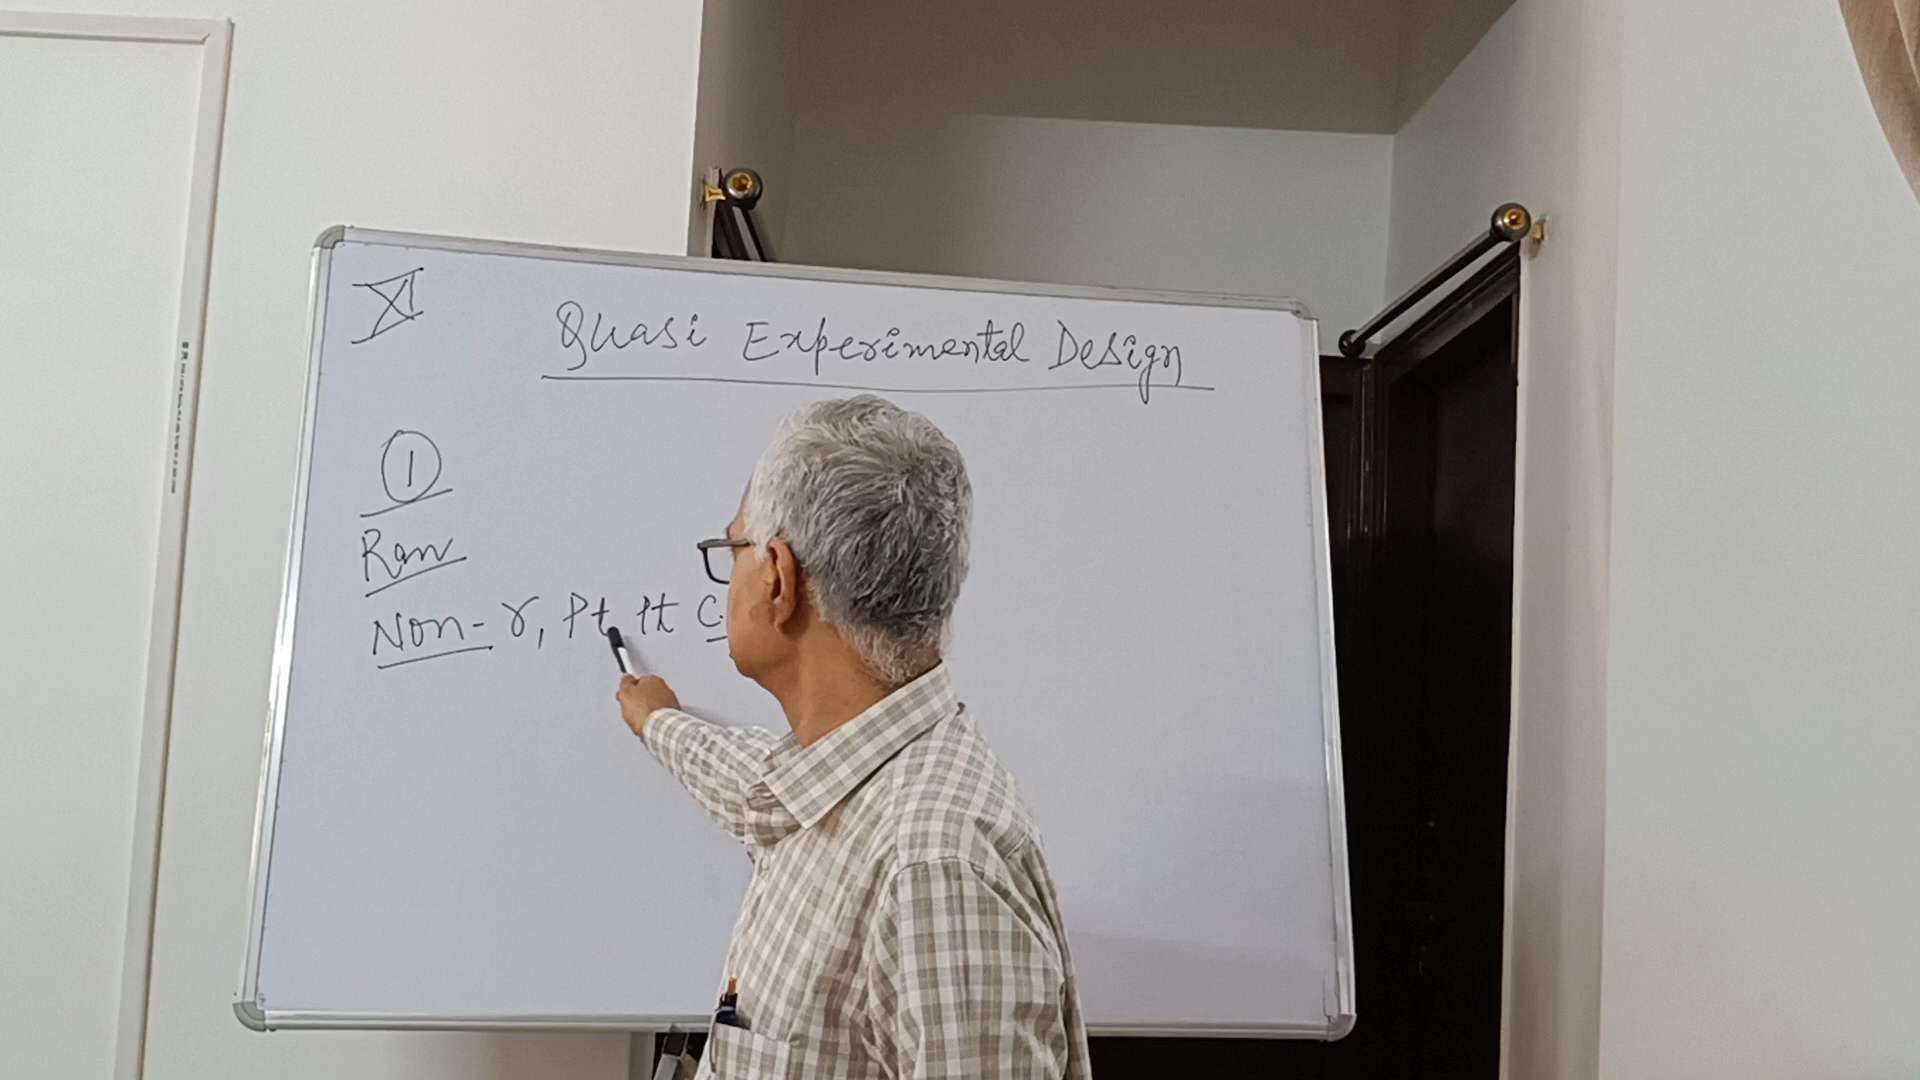 XI
Quasi Experimental Design
1
Ran
Non-r, Pt Pt C.